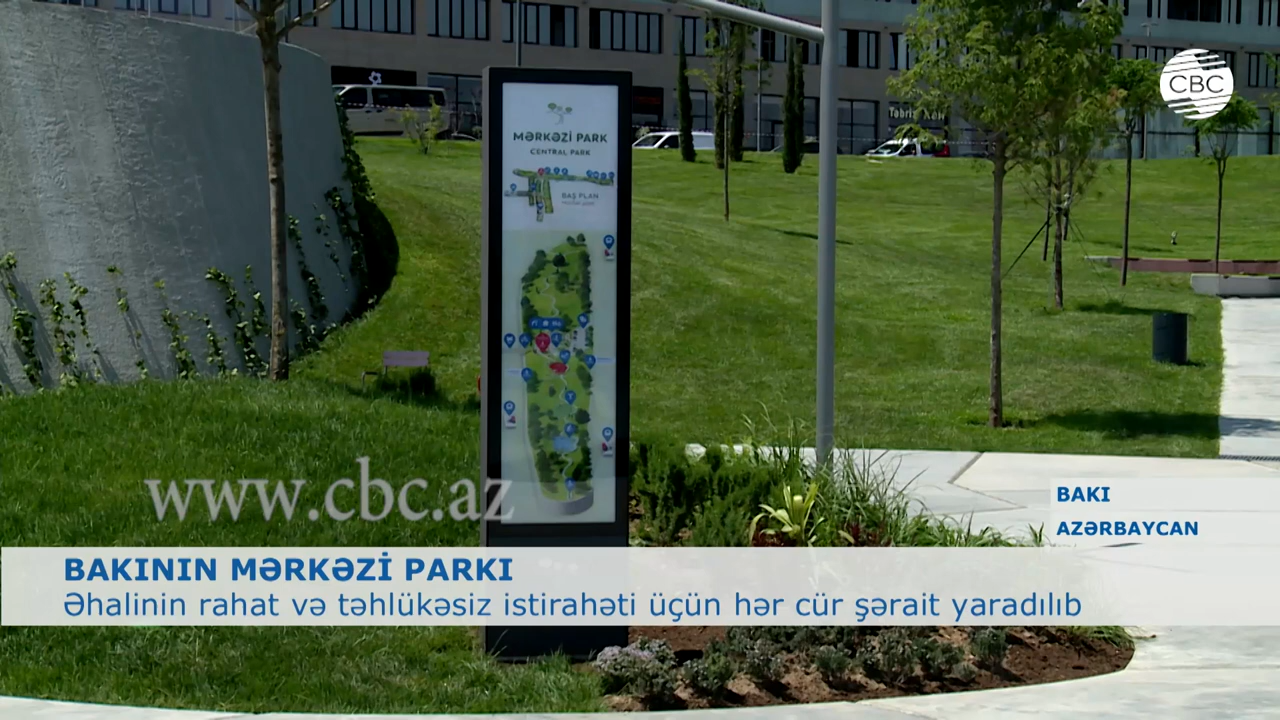 CBC
MƏRKƏZİ PARK
CENTRAL PARK
BAŞ PLAN
www.cbc.az
BAKI
AZƏRBAYCAN
BAKININ MƏRKƏZİ PARKI
Əhalinin rahat və təhlükəsiz istirahəti üçün hər cür şərait yaradılıb